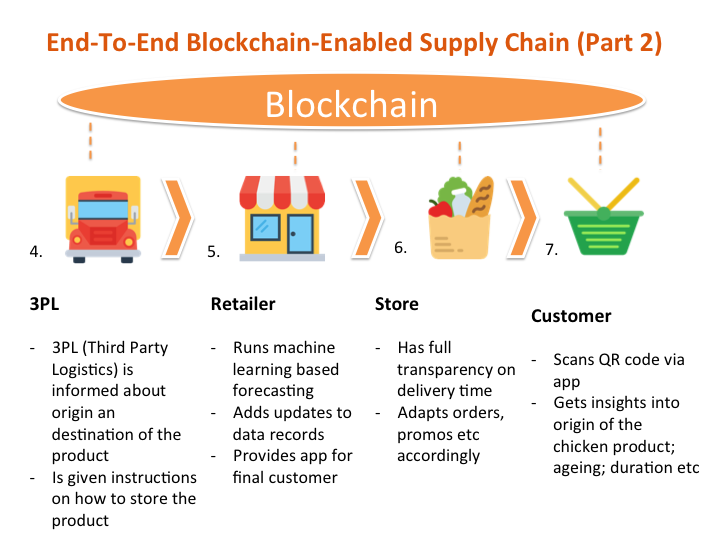 End-To-End Blockchain-Enabled Supply Chain (Part 2)
Blockchain
4.
5.
6.
7.
3PL
- 3PL (Third Party
Logistics) is
informed about
origin an
destination of the
product
- Is given instructions
on how to store the
product
Retailer
- Runs machine
learning based
forecasting
- Adds updates to
data records
- Provides app for
final customer
Store
- Has full
transparency on
delivery time
- Adapts orders,
promos etc
accordingly
Customer
- Scans QR code via
app
- Gets insights into
origin of the
chicken product;
ageing; duration etc